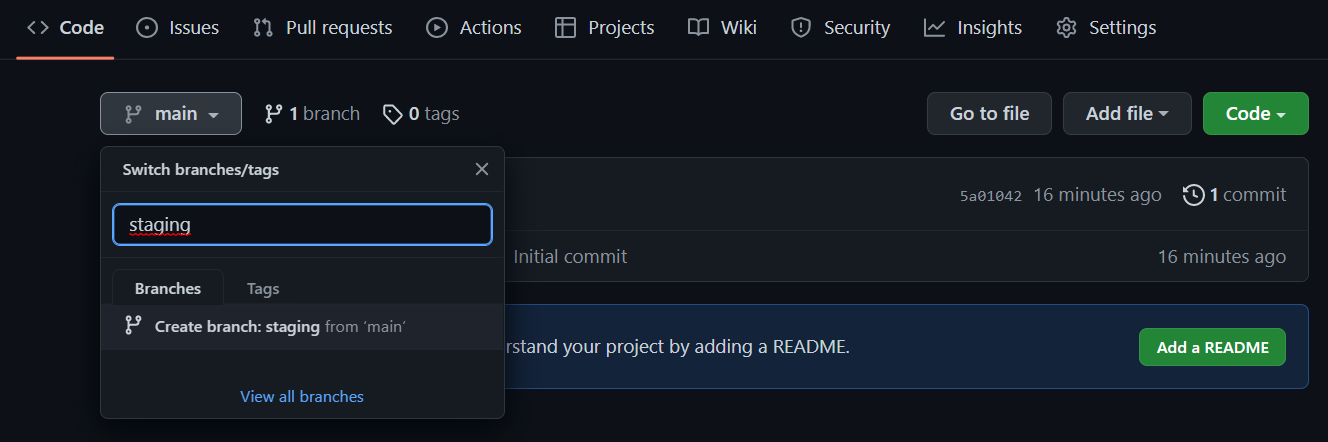 Code Issues Pull requests Actions Projects Wiki Security Insights Settings
main 1 branch 0 tags Go to file Add file Code
Switch branches/tags
staging
5a01042 16 minutes ago 1 commit
Initial commit 16 minutes ago
Branches Tags
Create branch: staging from ‘main’
rstand your project by adding a README. Add a README
View all branches